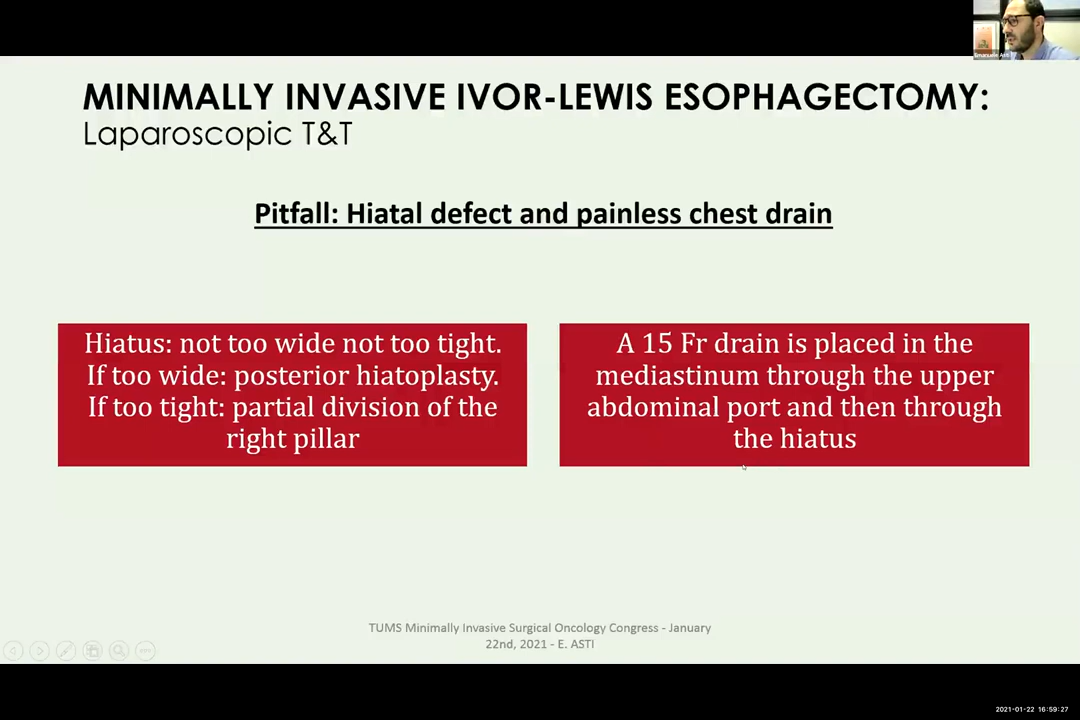 Emanuele Asti
MINIMALLY INVASIVE IVOR-LEWIS ESOPHAGECTOMY:
Laparoscopic T&T
Pitfall: Hiatal defect and painless chest drain
Hiatus: not too wide not too tight.
If too wide: posterior hiatoplasty.
If too tight: partial division of the
right pillar
A 15 Fr drain is placed in the
mediastinum through the upper
abdominal port and then through
the hiatus
TUMS Minimally Invasive Surgical Oncology Congress - January
22nd, 2021 - E. ASTI
2021-01-22 16:59:27